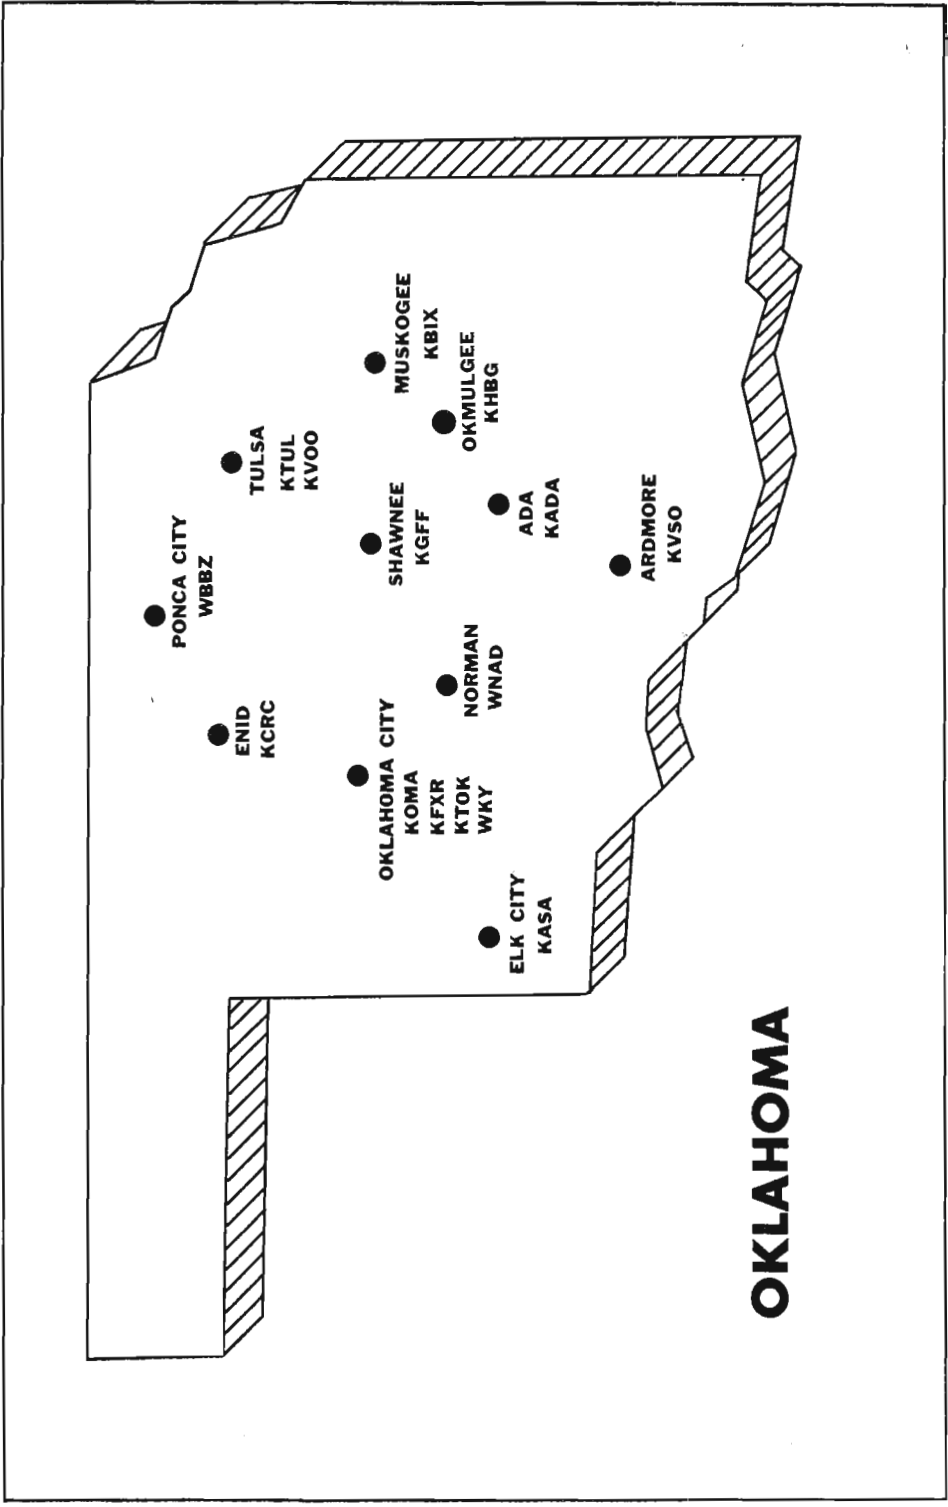 PONCA CITY
WBBZ
ENID
KCRC
TULSA
KTUL
KVOO
OKLAHOMA CITY
KOMA
KFXR
KTOK
WKY
SHAWNEE
KGFF
MUSKOGEE
KBIX
OKMULGEE
KHBG
NORMAN
WNAD
ELK CITY
KASA
ADA
KADA
ARDMORE
KVSO
OKLAHOMA